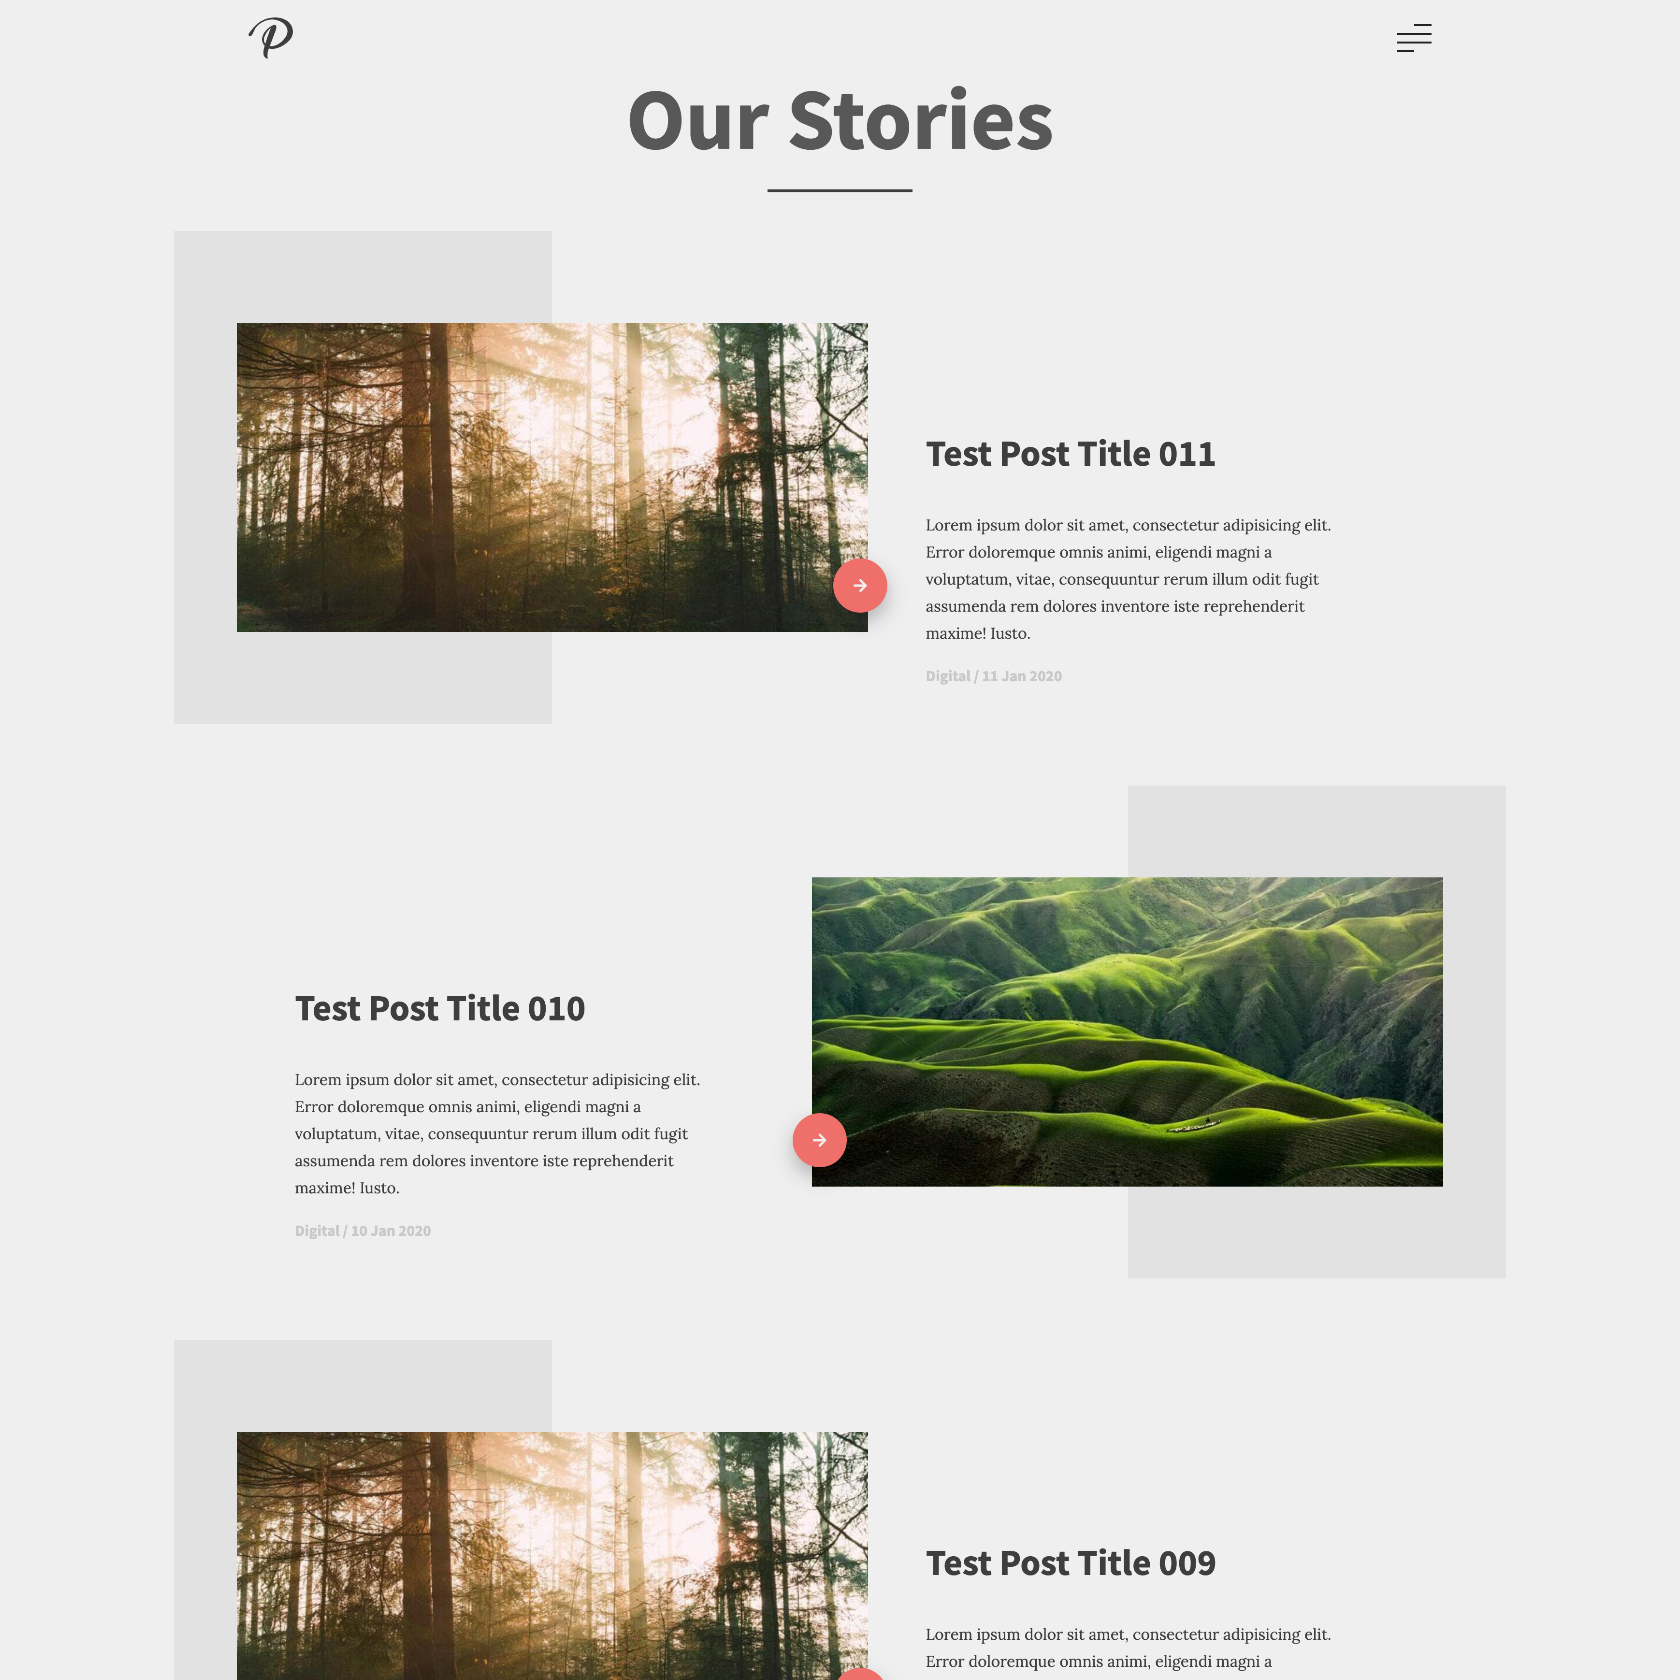 P
Our Stories
Test Post Title 011
Lorem ipsum dolor sit amet, consectetur adipisicing elit.
Error doloremque omnis animi, eligendi magni a
voluptatum, vitae, consequuntur rerum illum odit fugit
assumenda rem dolores inventore iste reprehenderit
maxime! Iusto.
Digital / 11 Jan 2020
Test Post Title 010
Lorem ipsum dolor sit amet, consectetur adipisicing elit.
Error doloremque omnis animi, eligendi magni a
voluptatum, vitae, consequuntur rerum illum odit fugit
assumenda rem dolores inventore iste reprehenderit
maxime! Iusto.
Digital / 10 Jan 2020
Test Post Title 009
Lorem ipsum dolor sit amet, consectetur adipisicing elit.
Error doloremque omnis animi, eligendi magni a